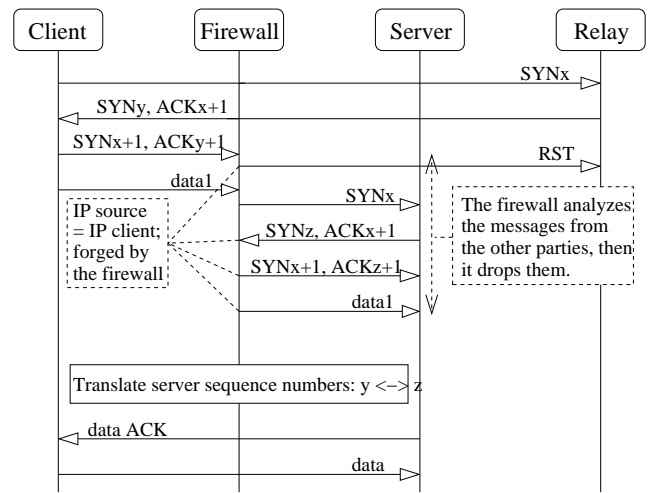 Client
Firewall
Server
Relay
SYNx
SYNy, ACKx+1
SYNx+1, ACKy+1
RST
data1
SYNx
IP source
= IP client;
forged by
the firewall
The firewall analyzes
the messages from
the other parties, then
it drops them.
SYNz, ACKx+1
SYNx+1, ACKz+1
data1
Translate server sequence numbers: y <−> z
data ACK
data